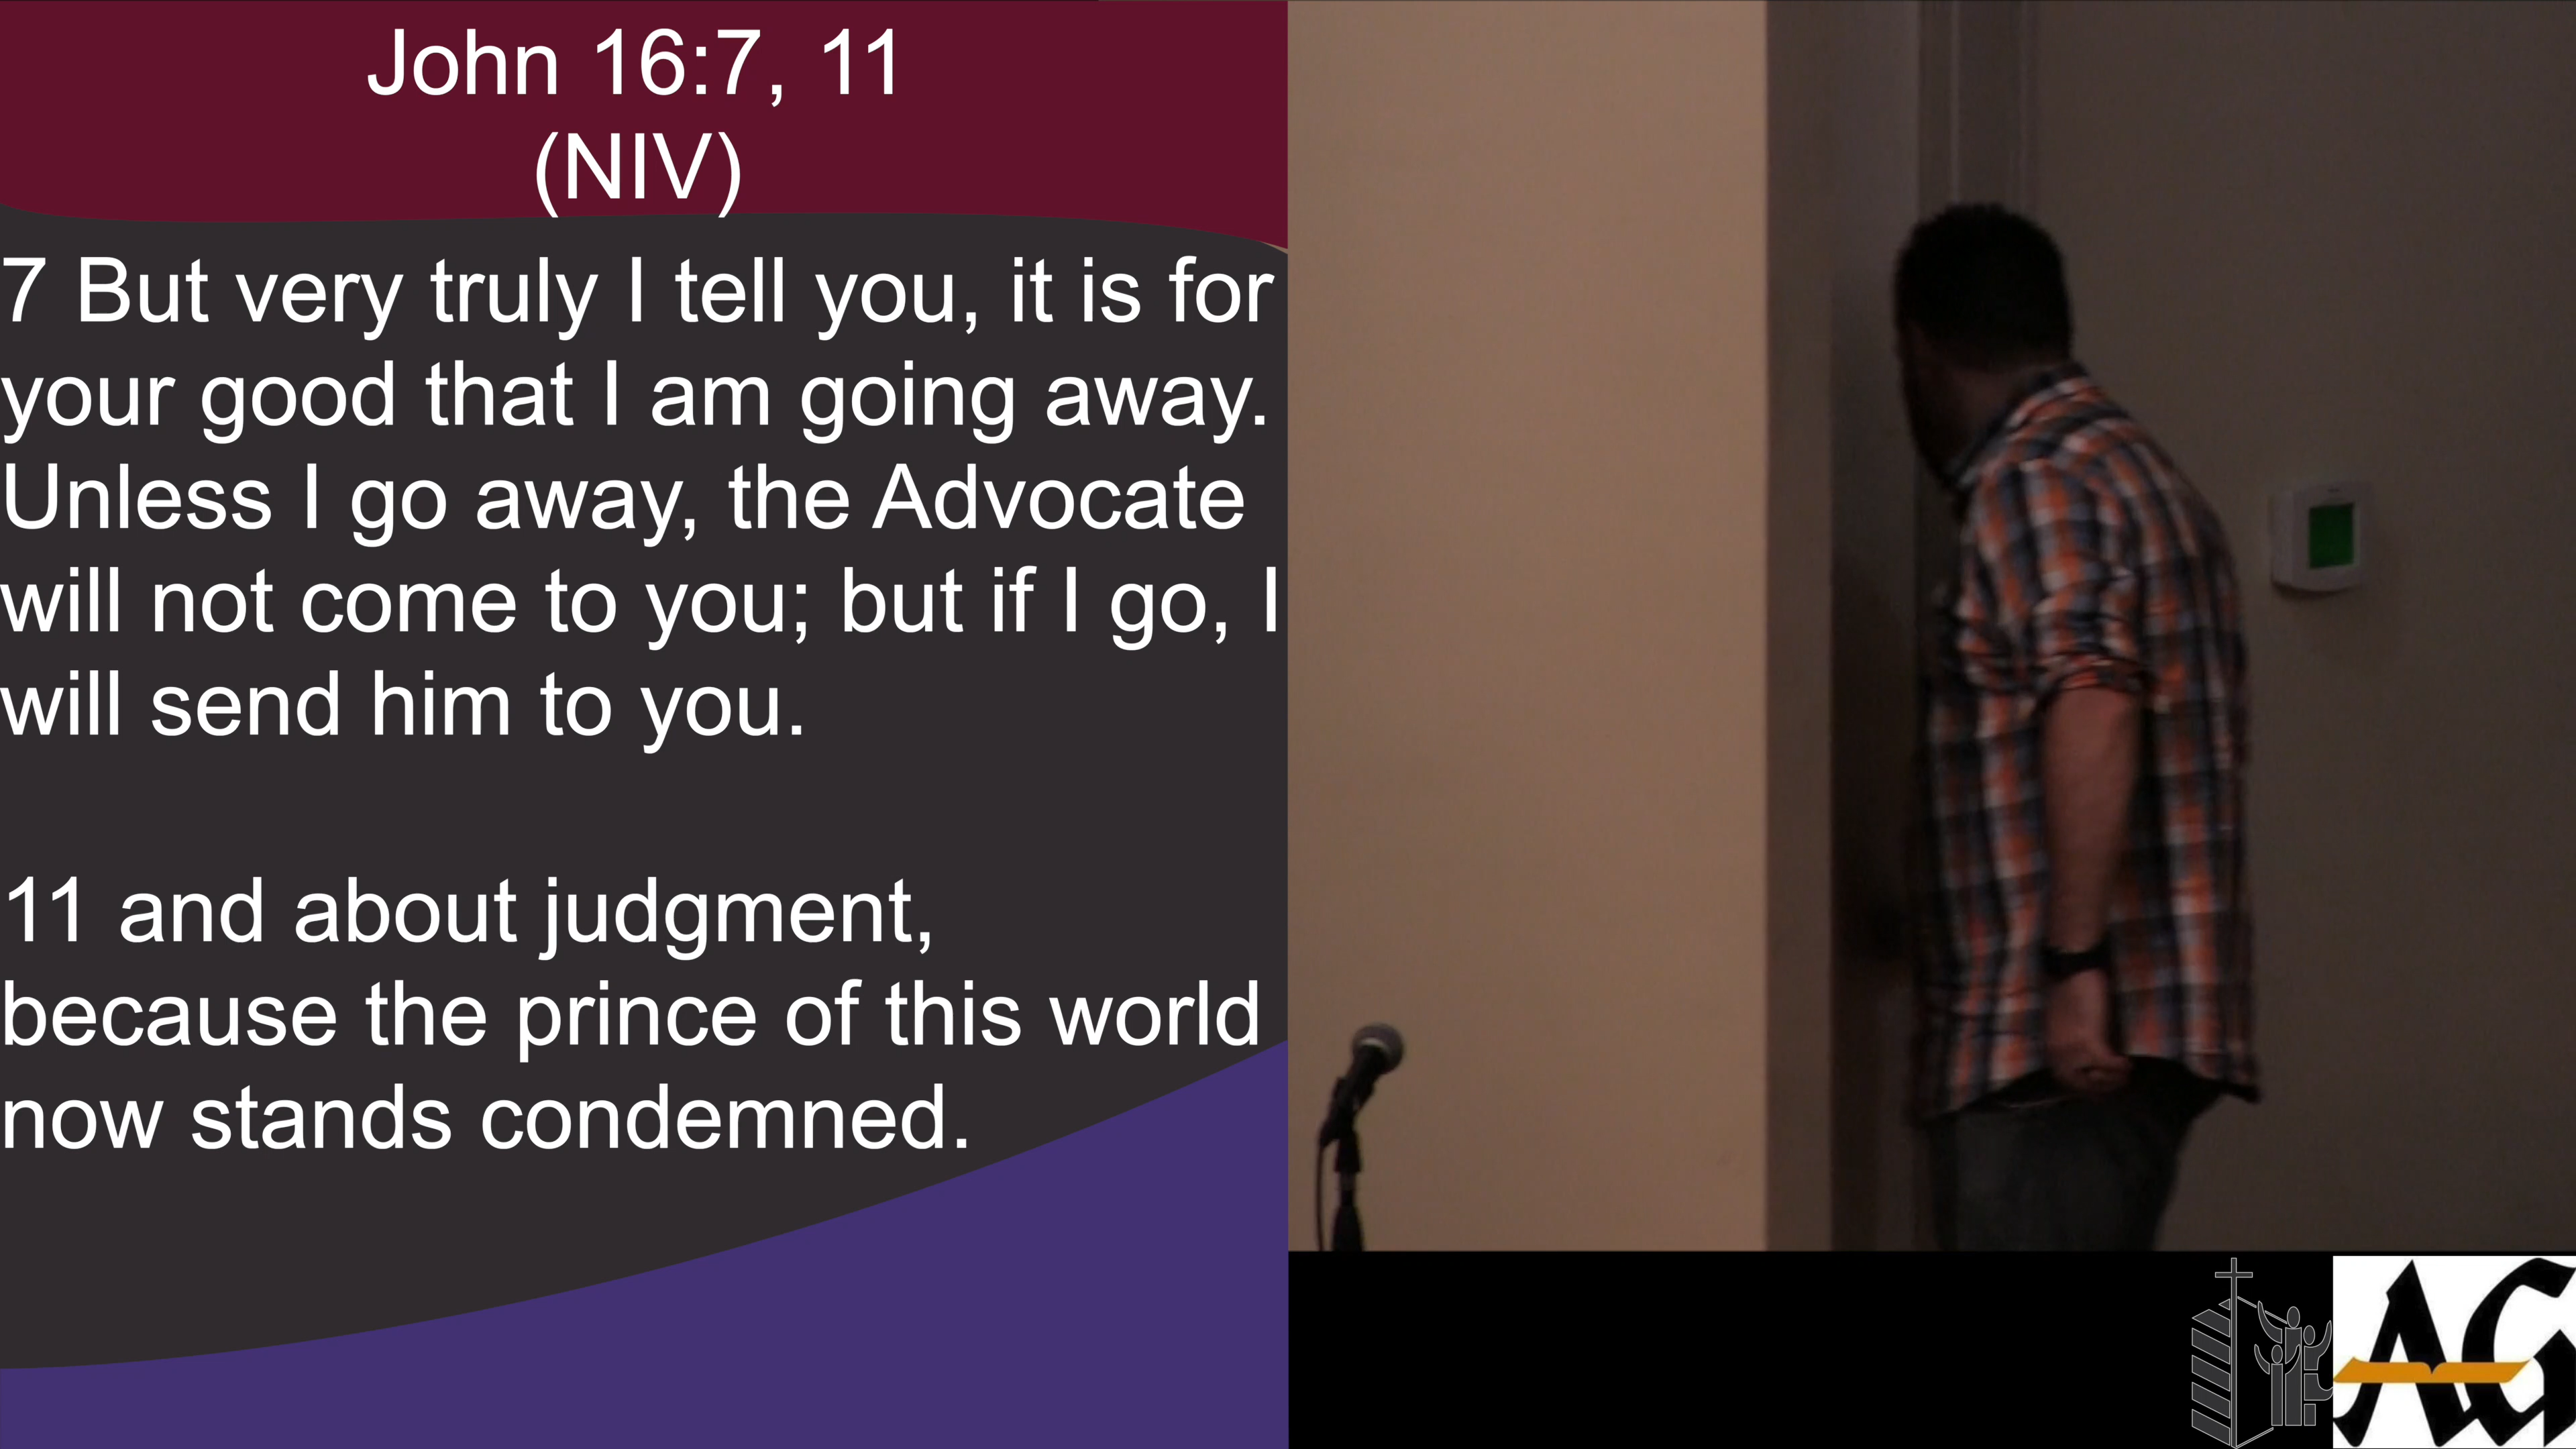 John 16:7, 11
(NIV)
7 But very truly I tell you, it is for
your good that I am going away.
Unless I go away, the Advocate
will not come to you; but if I go, I
will send him to you.
11 and about judgment,
because the prince of this world
now stands condemned.
AG